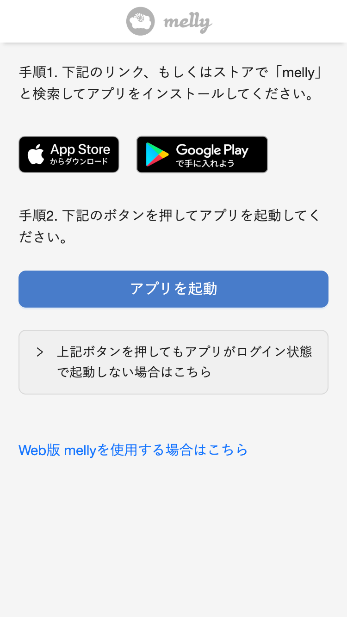 melly
手順1. 下記のリンク、もしくはストアで「melly」
と検索してアプリをインストールしてください。
App Store
からダウンロード
Google Play
で手に入れよう
手順2. 下記のボタンを押してアプリを起動してく
ださい。
アプリを起動
上記ボタンを押してもアプリがログイン状態
で起動しない場合はこちら
Web版 mellyを使用する場合はこちら